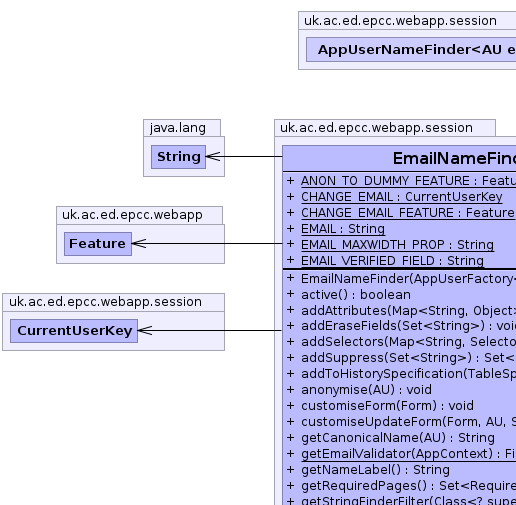 uk.ac.ed.epcc.webapp.session
AppUserNameFinder<AU e
java.lang
String
uk.ac.ed.epcc.webapp
Feature
uk.ac.ed.epcc.webapp.session
CurrentUserKey
uk.ac.ed.epcc.webapp.session
EmailNameFind
+ ANON_TO_DUMMY_FEATURE : Featu
+ CHANGE_EMAIL : CurrentUserKey
+ CHANGE_EMAIL_FEATURE : Feature
+ EMAIL : String
+ EMAIL_MAXWIDTH_PROP : String
+ EMAIL_VERIFIED_FIELD : String
+ EmailNameFinder(AppUserFactory<
+ active() : boolean
+ addAttributes(Map<String, Object>
+ addEraseFields(Set<String>) : voi
+ addSelectors(Map<String, Selecto
+ addSuppress(Set<String>) : Set<
+ addToHistorySpecification(TableSp
+ anonymise(AU) : void
+ customiseForm(Form) : void
+ customiseUpdateForm(Form, AU, S
+ getCanonicalName(AU) : String
+ getEmailValidator(AppContext) : Fi
+ getNameLabel() : String
+ getRequiredPages() : Set<Require
+ getStringFinderFilter(Class<? supe